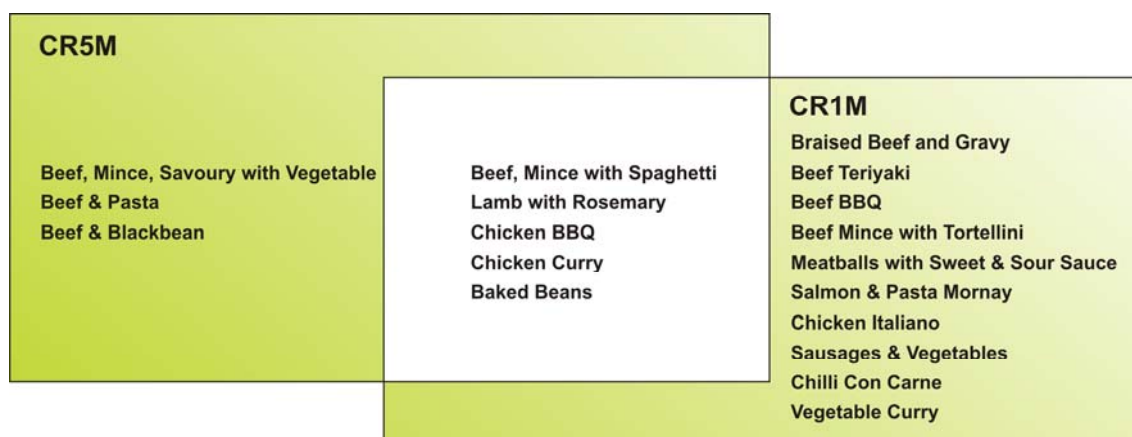 CR5M
Beef, Mince, Savoury with Vegetable
Beef & Pasta
Beef & Blackbean
Beef, Mince with Spaghetti
Lamb with Rosemary
Chicken BBQ
Chicken Curry
Baked Beans
CR1M
Braised Beef and Gravy
Beef Teriyaki
Beef BBQ
Beef Mince with Tortellini
Meatballs with Sweet & Sour Sauce
Salmon & Pasta Mornay
Chicken Italiano
Sausages & Vegetables
Chilli Con Carne
Vegetable Curry